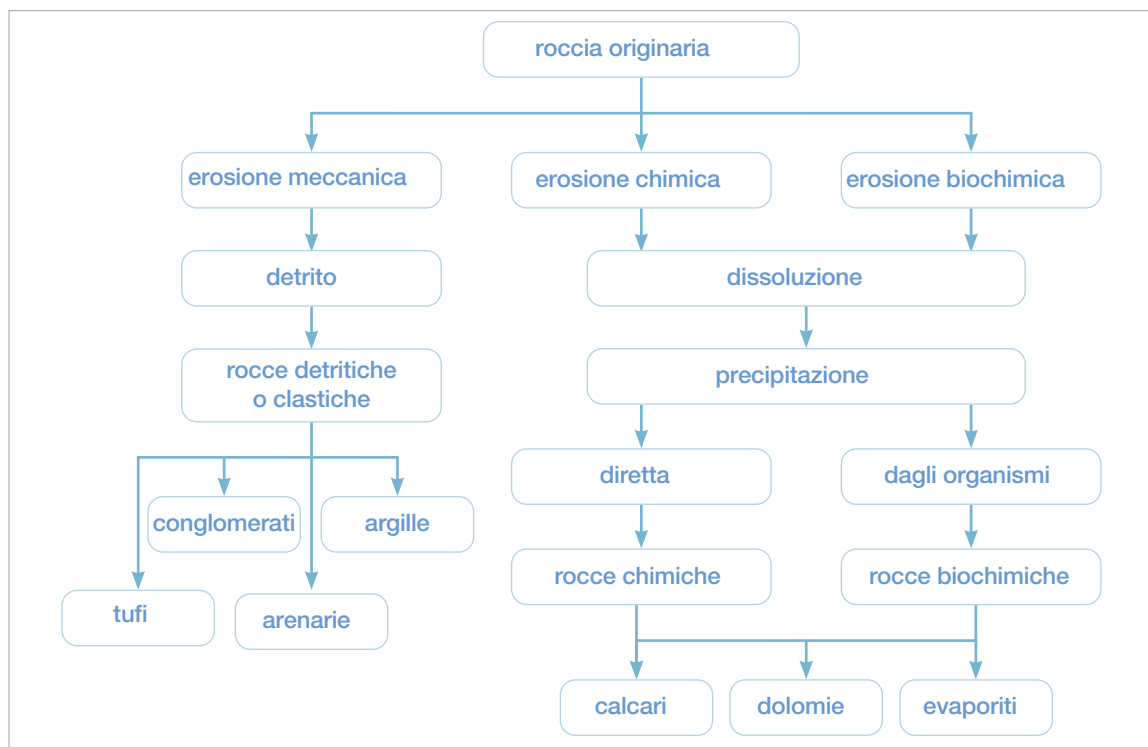 roccia originaria
erosione meccanica
erosione chimica
erosione biochimica
detrito
dissoluzione
rocce detritiche
o clastiche
precipitazione
diretta
dagli organismi
conglomerati
argille
rocce chimiche
rocce biochimiche
tufi
arenarie
calcari
dolomie
evaporiti